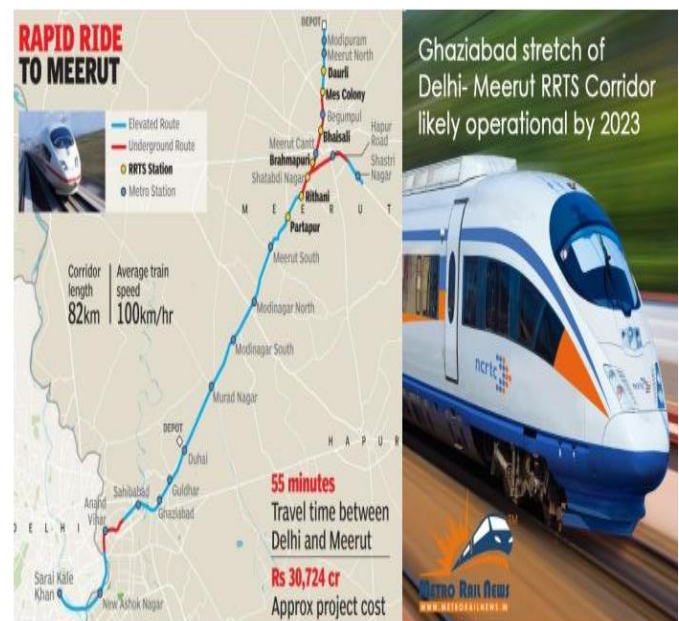 RAPID RIDE
TO MEERUT
Elevated Route
Underground Route
RRTS Station
Metro Station
Corridor
length
82km
Average train
speed
100km/hr
DEPOT
Modipuram
Meerut North
Daurli
Mes Colony
Begumpul
Bhaisali
Hapur
Road
Meerut Cantt
Brahmapuri
Shatabdi Nagar
Shastri
Nagar
Rithani
MEERUT
Partapur
Meerut South
Modinagar North
Modinagar South
Murad Nagar
DEPOT
Duhai
HAPUR
Guldhar
Sahibabad
Ghaziabad
Anand
Vihar
DELHI
Sarai Kale
Khan
New Ashok Nagar
55 minutes
Travel time between
Delhi and Meerut
Rs 30,724 cr
Approx project cost
Ghaziabad stretch of
Delhi- Meerut RRTS Corridor
likely operational by 2023
ncrtc
TM
METRO RAIL NEWS
WWW.METRORAILNEWS.IN